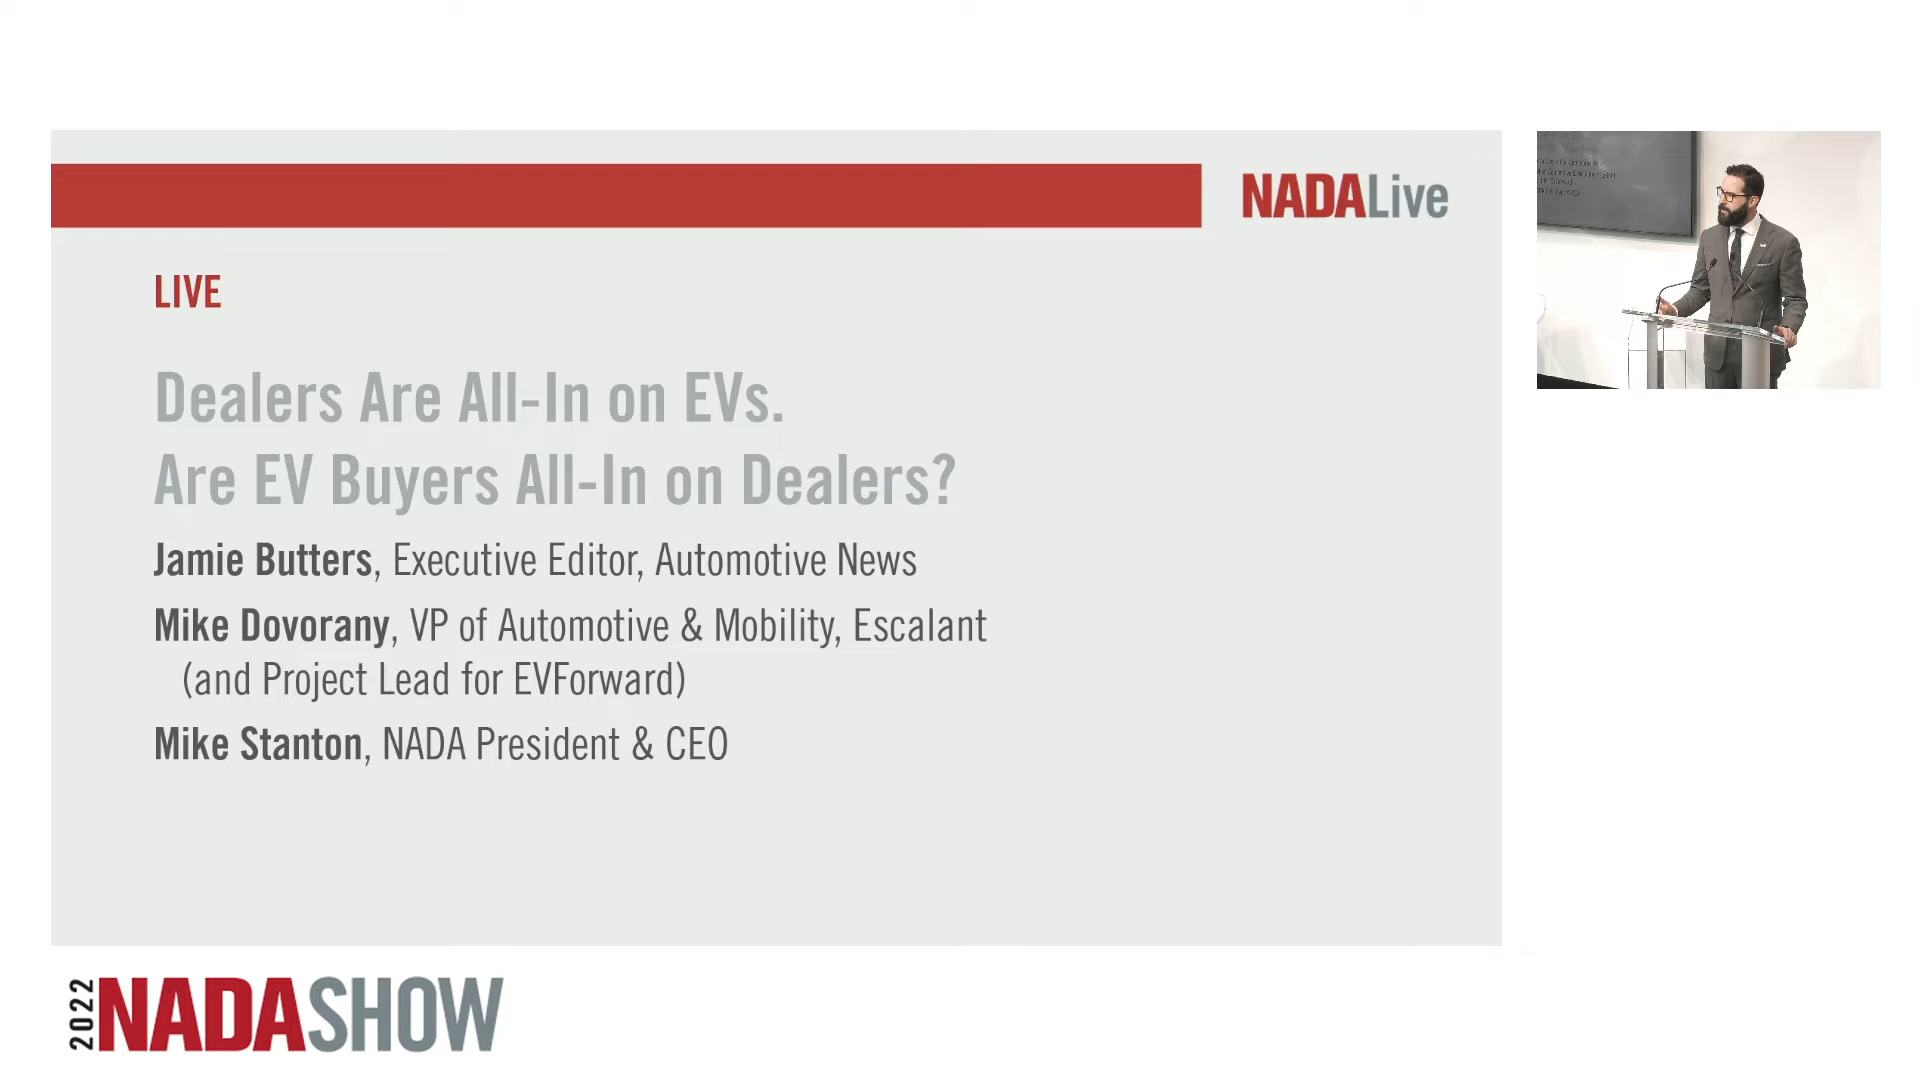 NADALive
LIVE
Dealers Are All-In on EVs.
Are EV Buyers All-In on Dealers?
Jamie Butters, Executive Editor, Automotive News
Mike Dovorany, VP of Automotive & Mobility, Escalant
(and Project Lead for EVForward)
Mike Stanton, NADA President & CEO
2022 NADASHOW